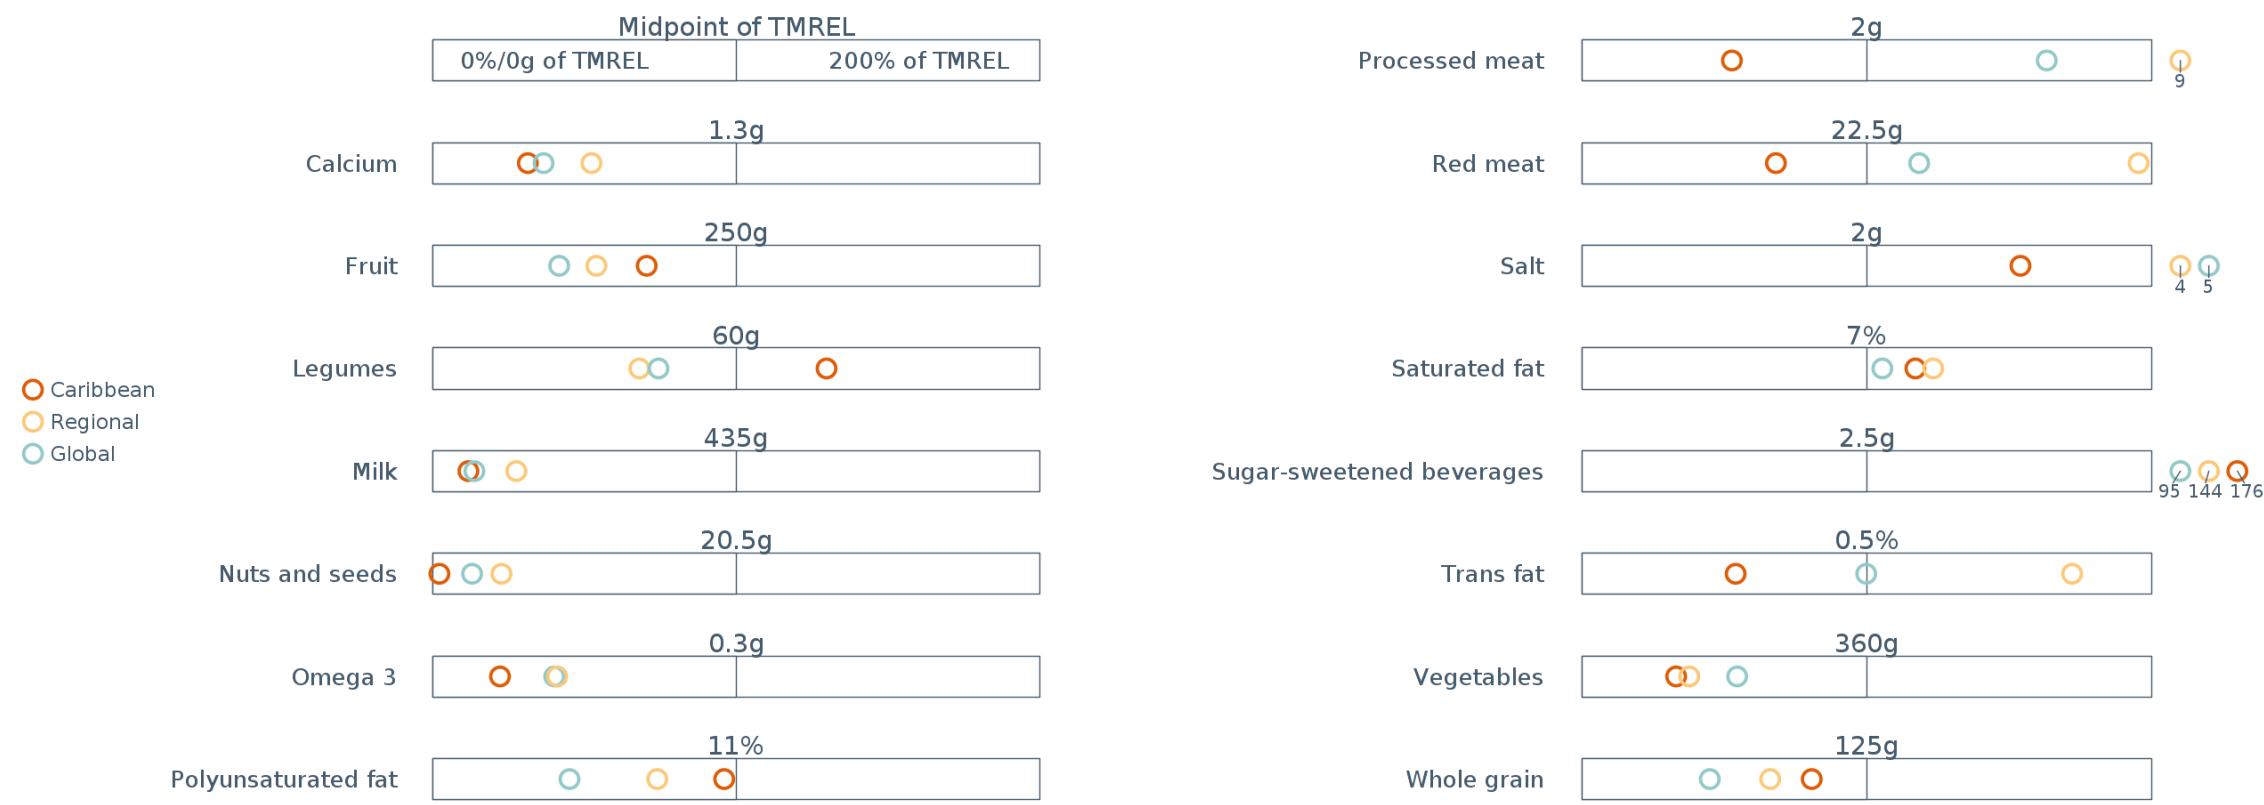 Midpoint of TMREL
0%/0g of TMREL 200% of TMREL
Calcium 1.3g
Fruit 250g
Legumes 60g
Milk 435g
Nuts and seeds 20.5g
Omega 3 0.3g
Polyunsaturated fat 11%
Caribbean
Regional
Global
Processed meat 2g
9
Red meat 22.5g
Salt 2g
4 5
Saturated fat 7%
Sugar-sweetened beverages 2.5g
95 144 176
Trans fat 0.5%
Vegetables 360g
Whole grain 125g